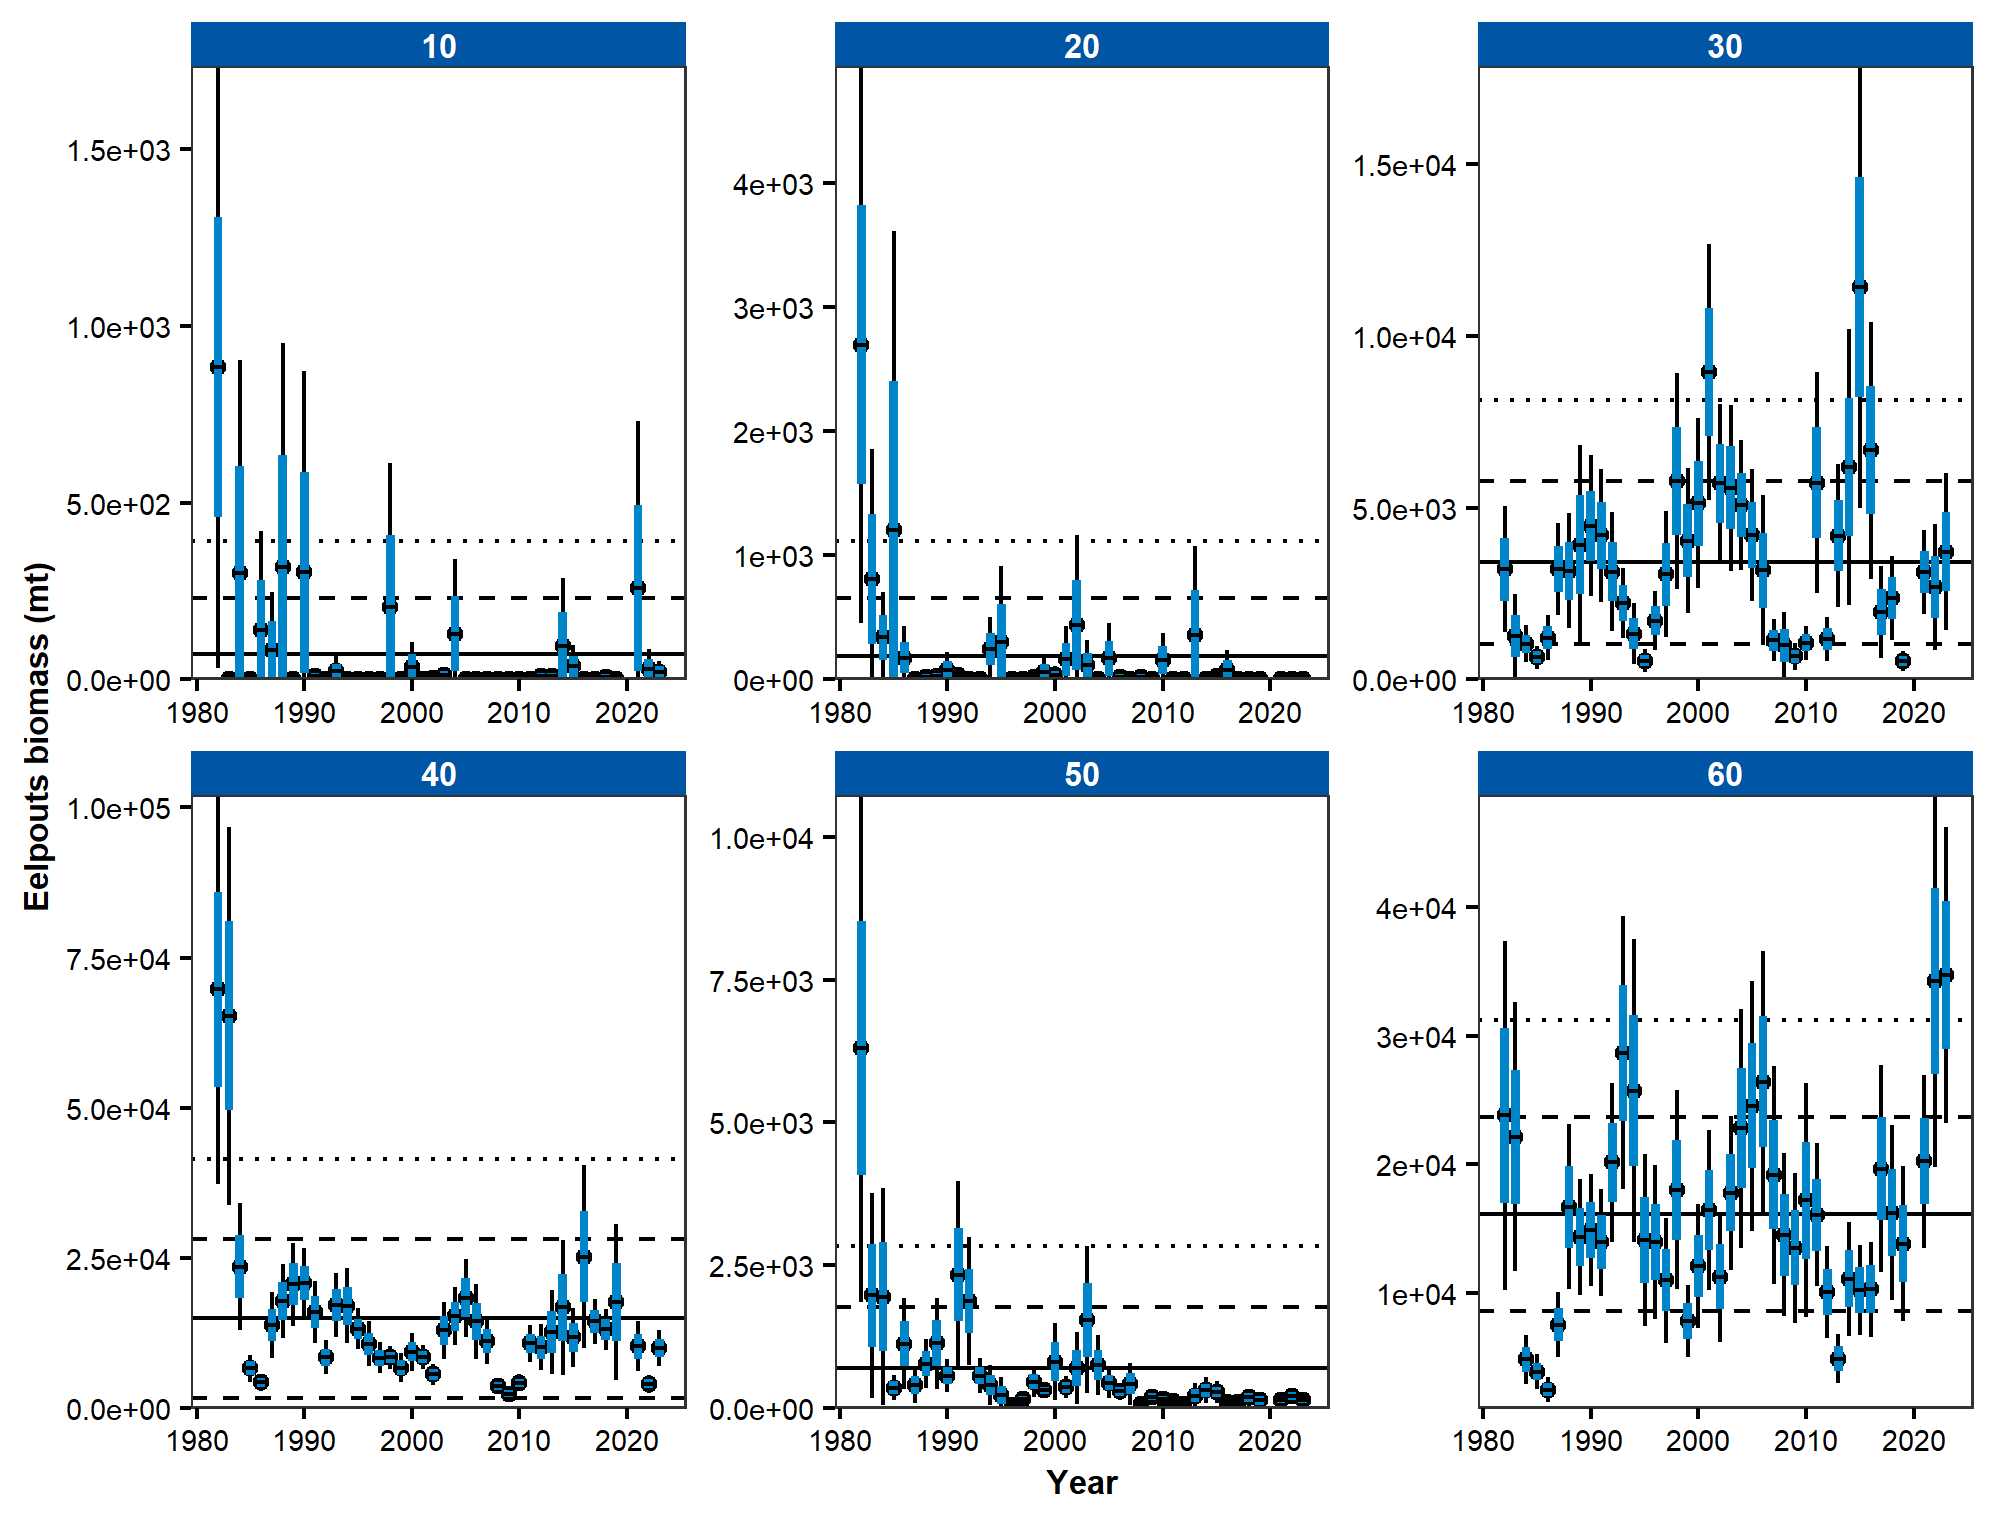 10
20
30
1.5e+03
1.0e+03
5.0e+02
0.0e+00
4e+03
3e+03
2e+03
1e+03
0e+00
1.5e+04
1.0e+04
5.0e+03
0.0e+00
1980 1990 2000 2010 2020
1980 1990 2000 2010 2020
1980 1990 2000 2010 2020
Eelpouts biomass (mt)
40
50
60
1.0e+05
7.5e+04
5.0e+04
2.5e+04
0.0e+00
1.0e+04
7.5e+03
5.0e+03
2.5e+03
0.0e+00
4e+04
3e+04
2e+04
1e+04
1980 1990 2000 2010 2020
1980 1990 2000 2010 2020
1980 1990 2000 2010 2020
Year